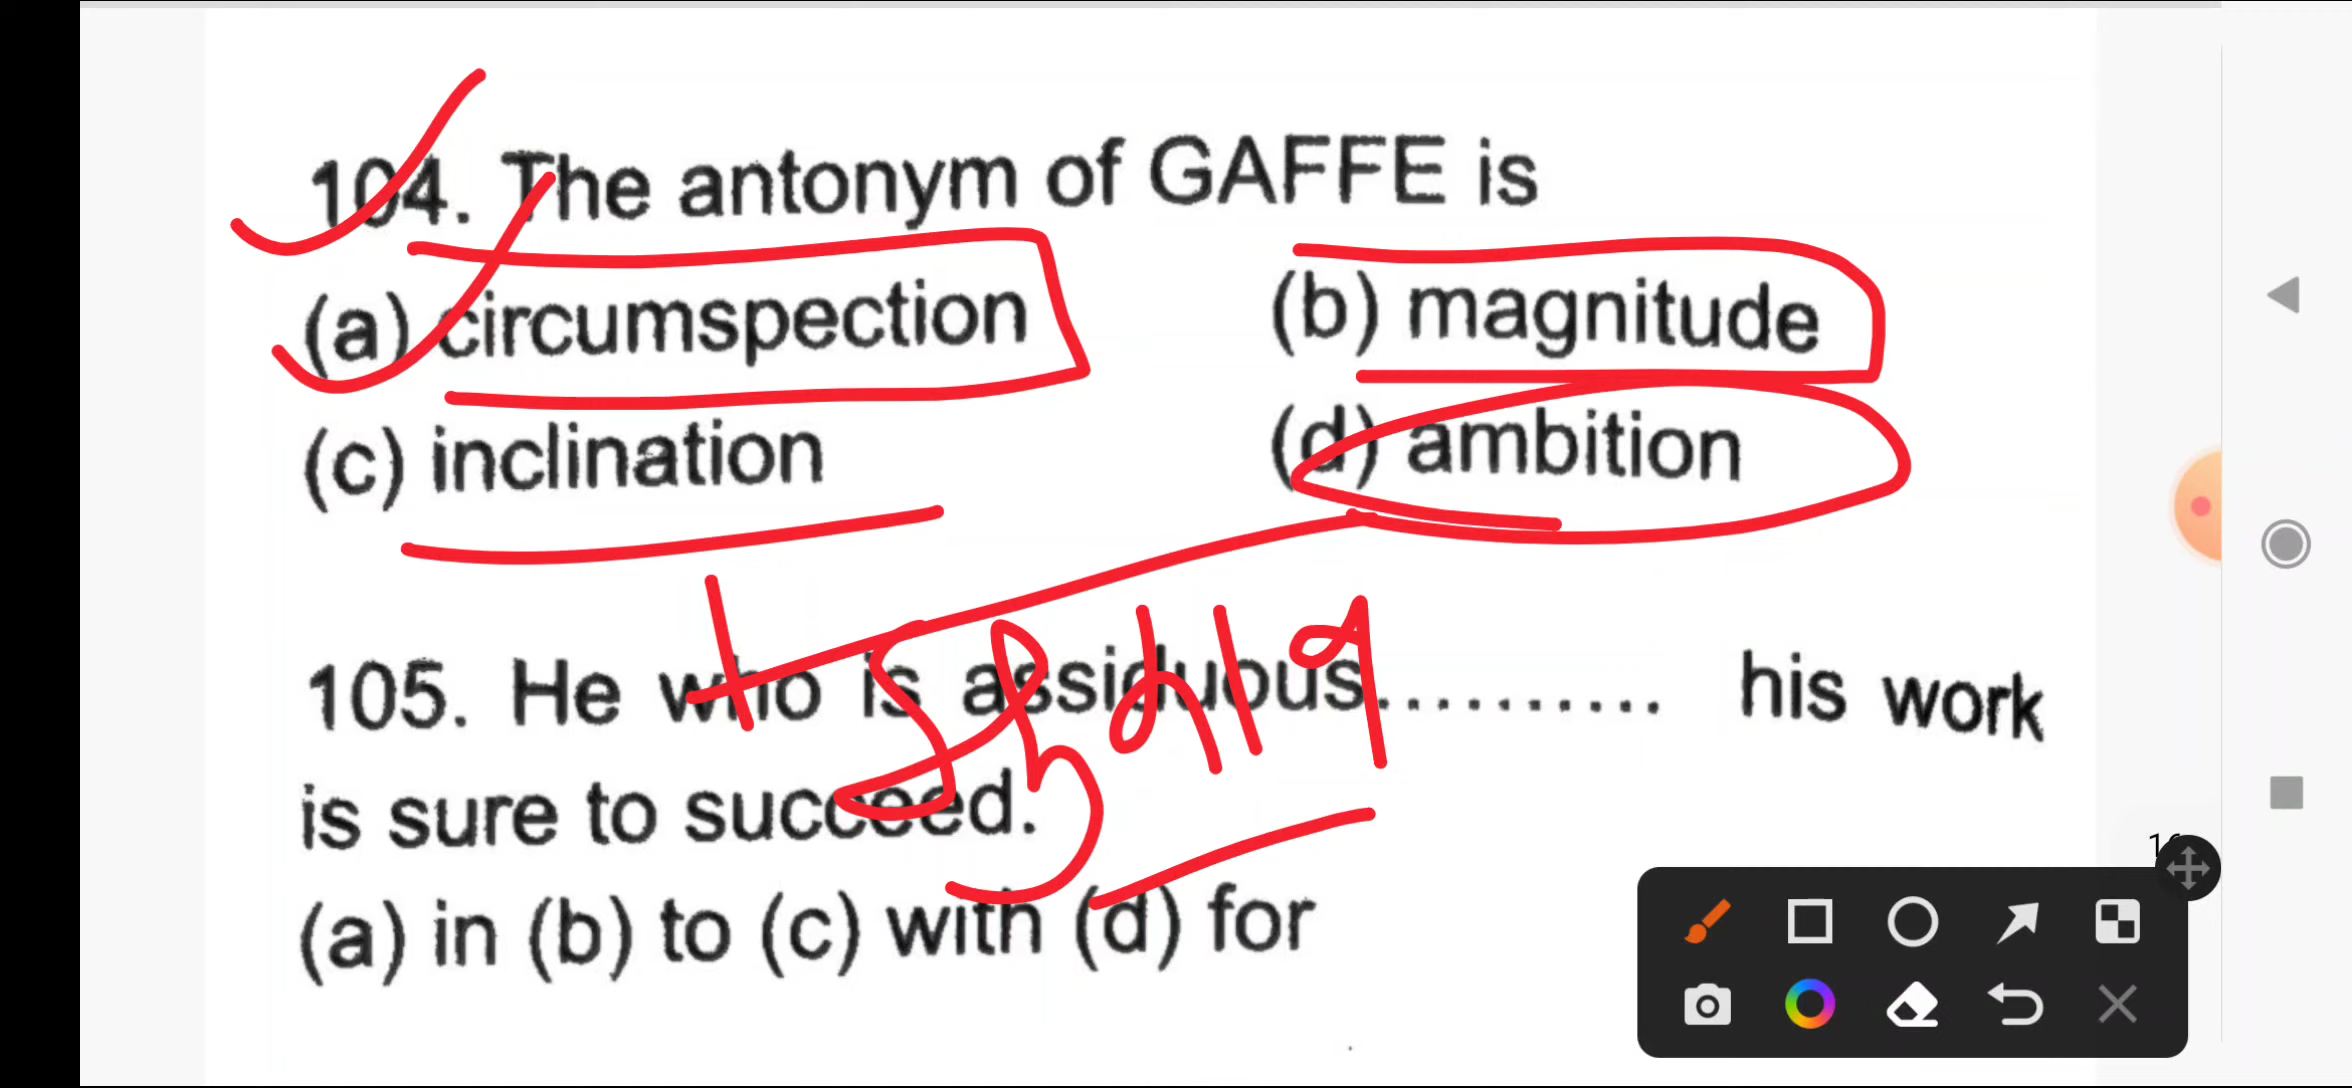 104. The antonym of GAFFE is
(a) circumspection (b) magnitude
(c) inclination (d) ambition
105. He who is assiduous.......... his work
is sure to succeed.
(a) in (b) to (c) with (d) for